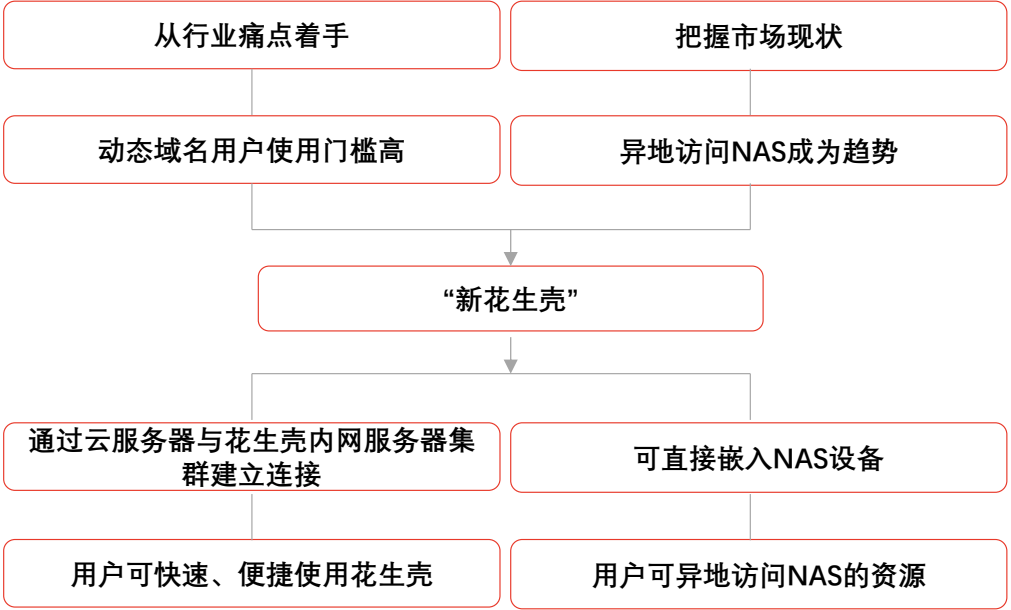 从行业痛点着手
把握市场现状
动态域名用户使用门槛高
异地访问NAS成为趋势
“新花生壳”
通过云服务器与花生壳内网服务器集
群建立连接
可直接嵌入NAS设备
用户可快速、便捷使用花生壳
用户可异地访问NAS的资源